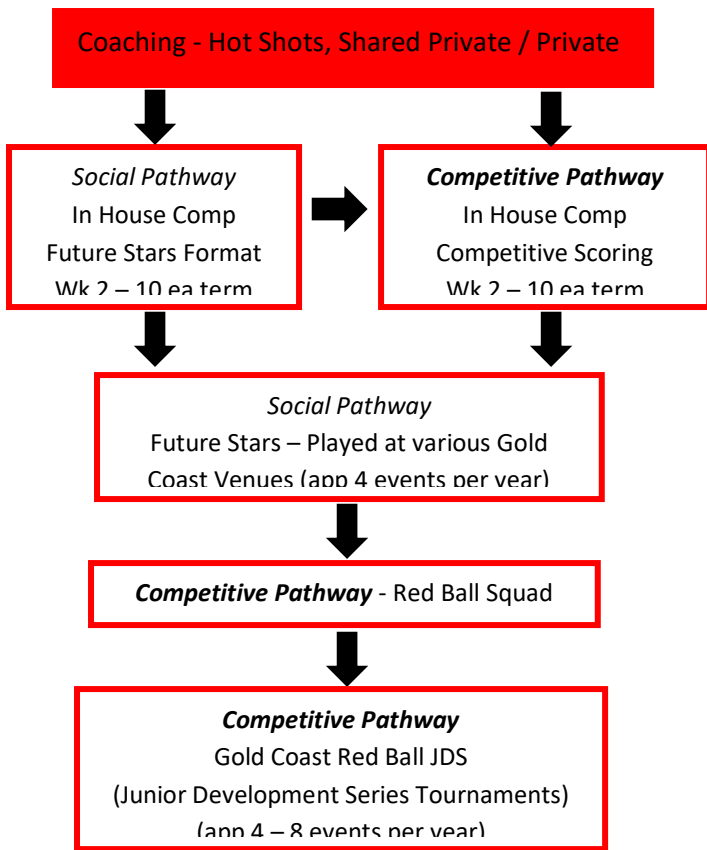 Coaching - Hot Shots, Shared Private / Private
Social Pathway
In House Comp
Future Stars Format
Wk 2 – 10 ea term
Competitive Pathway
In House Comp
Competitive Scoring
Wk 2 – 10 ea term
Social Pathway
Future Stars – Played at various Gold
Coast Venues (app 4 events per year)
Competitive Pathway - Red Ball Squad
Competitive Pathway
Gold Coast Red Ball JDS
(Junior Development Series Tournaments)
(app 4 – 8 events per year)